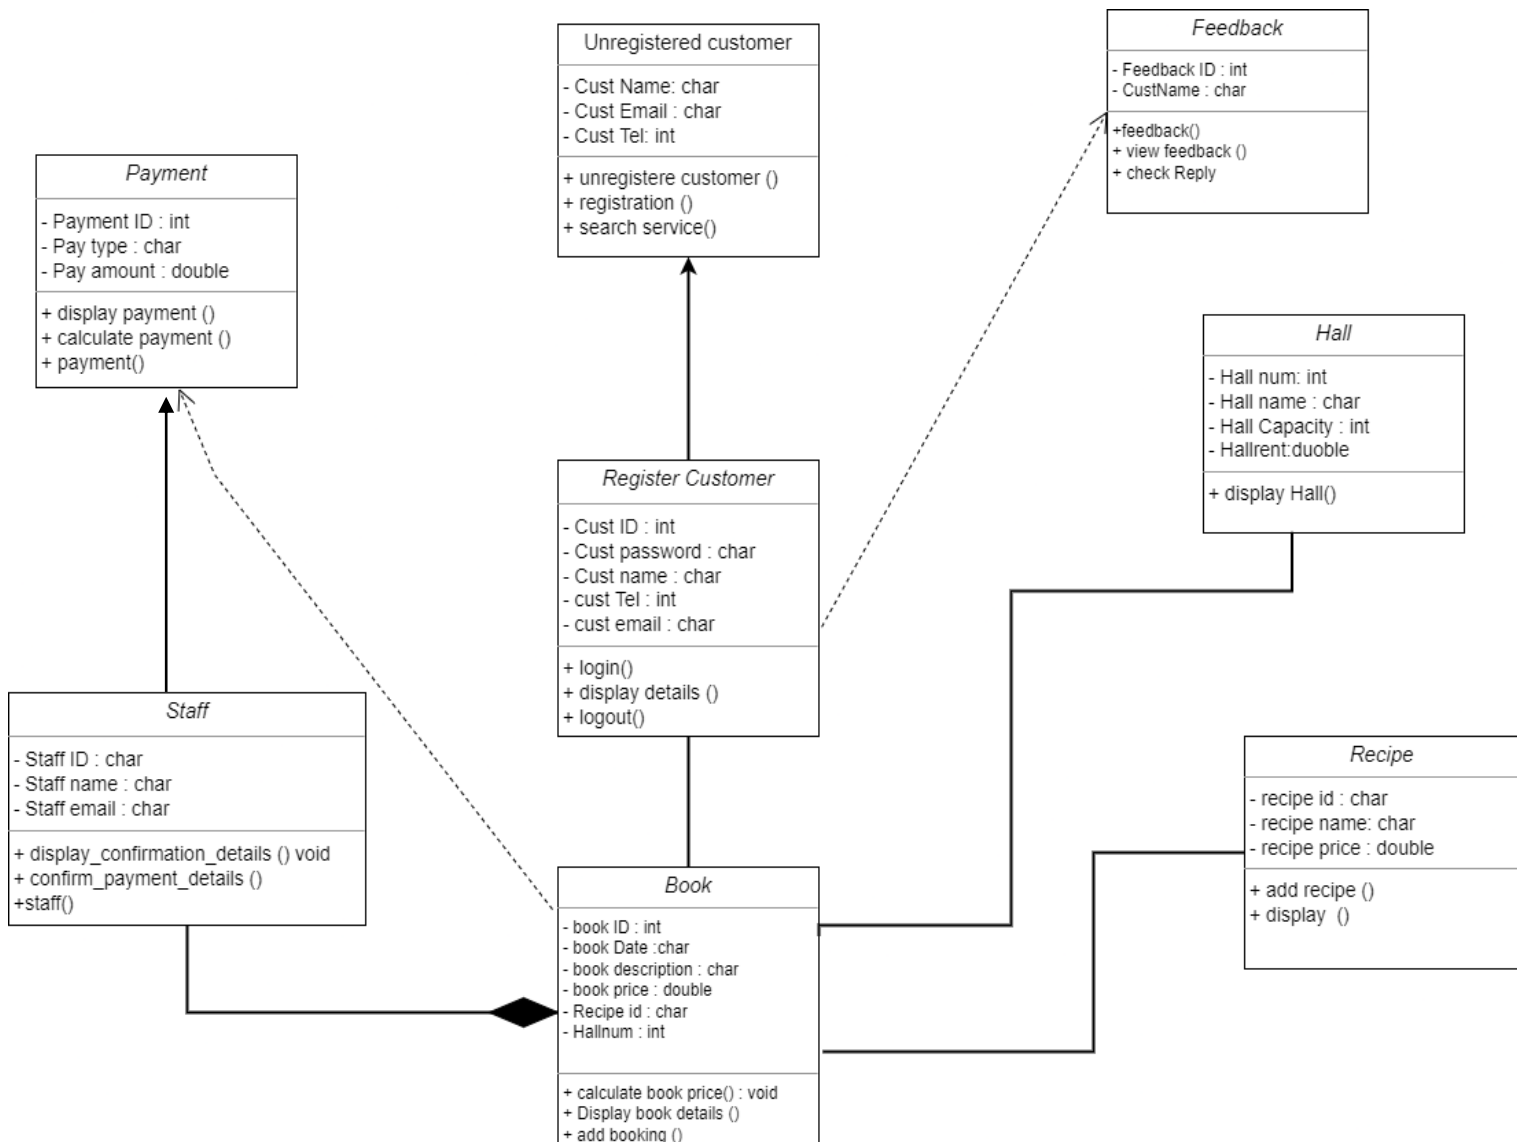 Unregistered customer
- Cust Name: char
- Cust Email : char
- Cust Tel: int
+ unregistere customer ()
+ registration ()
+ search service()
Feedback
- Feedback ID : int
- CustName : char
+feedback()
+ view feedback ()
+ check Reply
Payment
- Payment ID : int
- Pay type : char
- Pay amount : double
+ display payment ()
+ calculate payment ()
+ payment()
Hall
- Hall num: int
- Hall name : char
- Hall Capacity : int
- Hallrent:duoble
+ display Hall()
Register Customer
- Cust ID : int
- Cust password : char
- Cust name : char
- cust Tel : int
- cust email : char
+ login()
+ display details ()
+ logout()
Staff
- Staff ID : char
- Staff name : char
- Staff email : char
+ display_confirmation_details () void
+ confirm_payment_details ()
+staff()
Recipe
- recipe id : char
- recipe name: char
- recipe price : double
+ add recipe ()
+ display  ()
Book
- book ID : int
- book Date :char
- book description : char
- book price : double
- Recipe id : char
- Hallnum : int
+ calculate book price() : void
+ Display book details ()
+ add booking ()